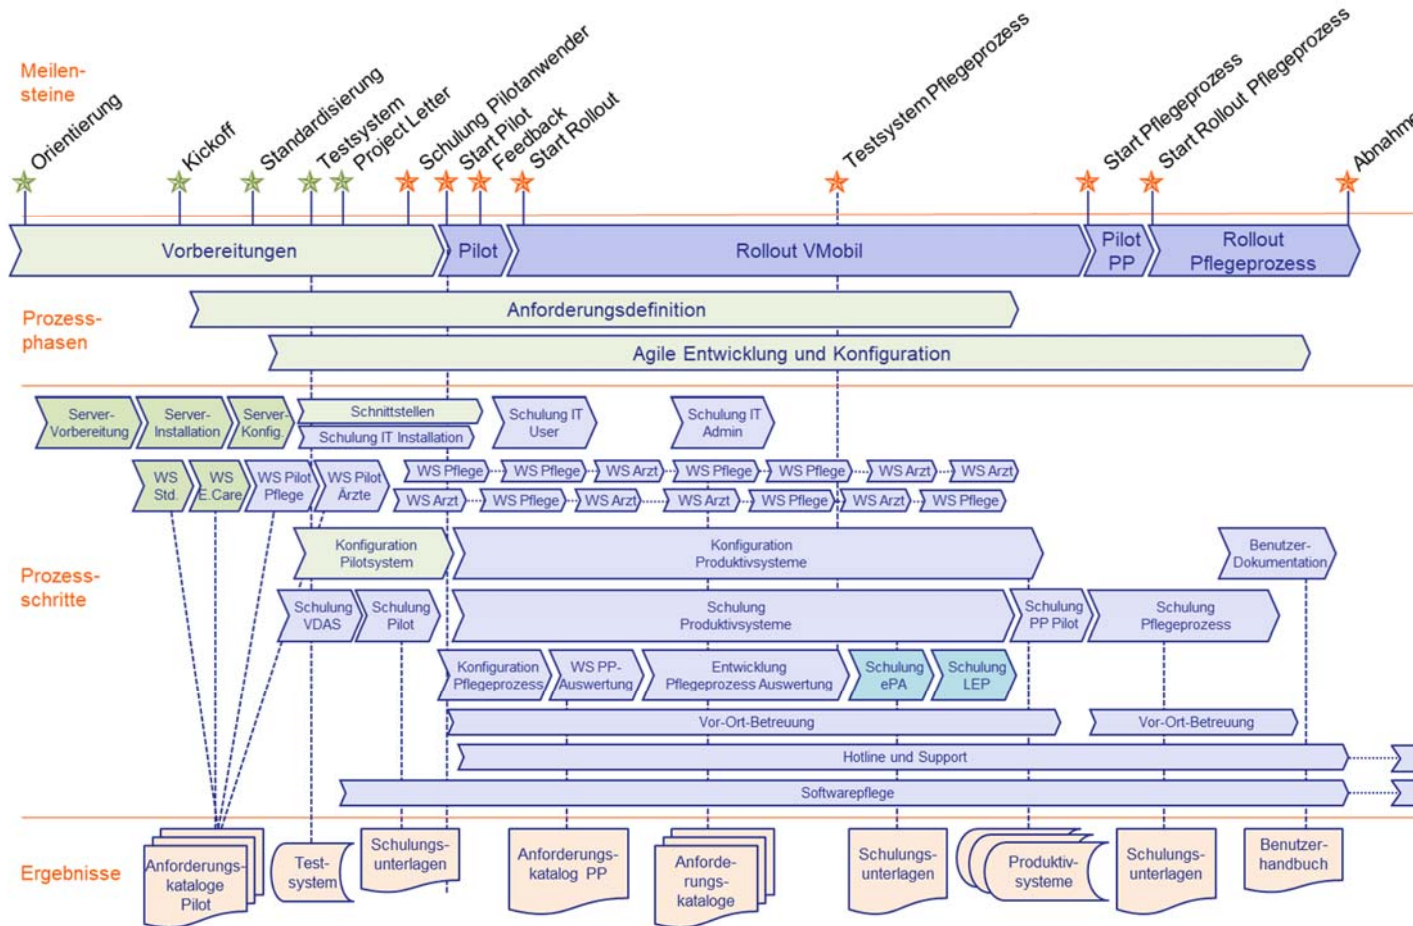 Meilen-
steine
Orientierung
Kickoff
Standardisierung
Testsystem
Project Letter
Schulung Pilotanwender
Start Pilot
Feedback
Start Rollout
Testsystem Pflegeprozess
Start Pflegeprozess
Start Rollout Pflegeprozess
Abnahme
Vorbereitungen
Pilot
Rollout VMobil
Pilot
PP
Rollout
Pflegeprozess
Prozess-
phasen
Anforderungsdefinition
Agile Entwicklung und Konfiguration
Prozess-
schritte
Server-
Vorbereitung
Server-
Installation
Server-
Konfig.
Schnittstellen
Schulung IT Installation
Schulung IT
User
Schulung IT
Admin
WS
Std.
WS
E.Care
WS Pilot
Pflege
WS Pilot
Ärzte
WS Pflege
WS Pflege
WS Arzt
WS Pflege
WS Pflege
WS Arzt
WS Arzt
WS Arzt
WS Pflege
WS Arzt
WS Arzt
WS Pflege
WS Arzt
WS Pflege
Konfiguration
Pilotsystem
Konfiguration
Produktivsysteme
Benutzer-
Dokumentation
Schulung
VDAS
Schulung
Pilot
Schulung
Produktivsysteme
Schulung
PP Pilot
Schulung
Pflegeprozess
Konfiguration
Pflegeprozess
WS PP-
Auswertung
Entwicklung
Pflegeprozess Auswertung
Schulung
ePA
Schulung
LEP
Vor-Ort-Betreuung
Vor-Ort-Betreuung
Hotline und Support
Softwarepflege
Ergebnisse
Anforderungs-
kataloge
Pilot
Test-
system
Schulungs-
unterlagen
Anforderungs-
katalog PP
Anforde-
rungs-
kataloge
Schulungs-
unterlagen
Produktiv-
systeme
Schulungs-
unterlagen
Benutzer-
handbuch